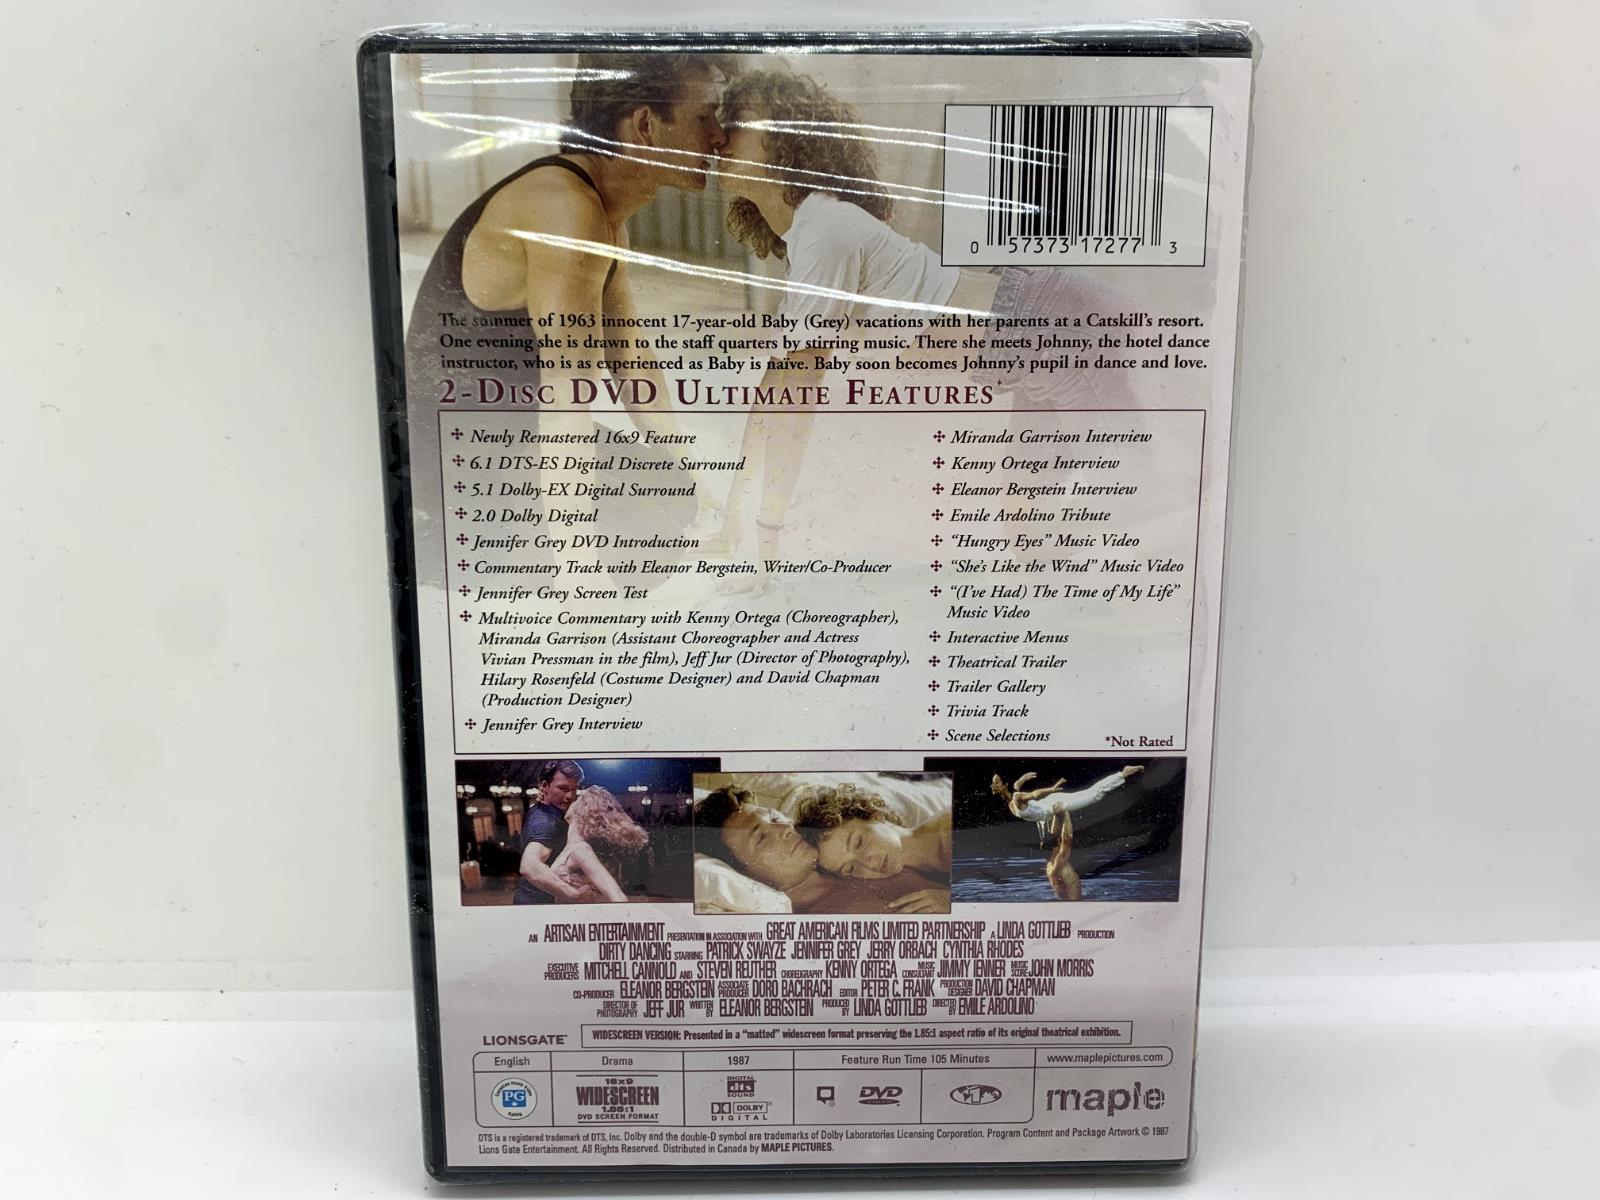 0 57373 17277 3
The summer of 1963 innocent 17-year-old Baby (Grey) vacations with her parents at a Catskill's resort.
One evening she is drawn to the staff quarters by stirring music. There she meets Johnny, the hotel dance
instructor, who is as experienced as Baby is naïve. Baby soon becomes Johnny's pupil in dance and love.
2-Disc DVD Ultimate Features*
Newly Remastered 16x9 Feature
6.1 DTS-ES Digital Discrete Surround
5.1 Dolby-EX Digital Surround
2.0 Dolby Digital
Jennifer Grey DVD Introduction
Commentary Track with Eleanor Bergstein, Writer/Co-Producer
Jennifer Grey Screen Test
Multivoice Commentary with Kenny Ortega (Choreographer),
Miranda Garrison (Assistant Choreographer and Actress
Vivian Pressman in the film), Jeff Jur (Director of Photography),
Hilary Rosenfeld (Costume Designer) and David Chapman
(Production Designer)
Jennifer Grey Interview
Miranda Garrison Interview
Kenny Ortega Interview
Eleanor Bergstein Interview
Emile Ardolino Tribute
"Hungry Eyes" Music Video
"She's Like the Wind" Music Video
"(I've Had) The Time of My Life"
Music Video
Interactive Menus
Theatrical Trailer
Trailer Gallery
Trivia Track
Scene Selections
*Not Rated
AN ARTISAN ENTERTAINMENT PRESENTATION IN ASSOCIATION WITH GREAT AMERICAN FILMS LIMITED PARTNERSHIP A LINDA GOTTLIEB PRODUCTION
DIRTY DANCING STARRING PATRICK SWAYZE JENNIFER GREY JERRY ORBACH CYNTHIA RHODES
EXECUTIVE PRODUCERS MITCHELL CANNOLD AND STEVEN REUTHER CHOREOGRAPHY KENNY ORTEGA MUSIC CONSULTANT JIMMY IENNER MUSIC SCORE JOHN MORRIS
CO-PRODUCER ELEANOR BERGSTEIN ASSOCIATE PRODUCER DORO BACHRACH EDITOR PETER C. FRANK PRODUCTION DESIGNER DAVID CHAPMAN
DIRECTOR OF PHOTOGRAPHY JEFF JUR WRITTEN BY ELEANOR BERGSTEIN PRODUCED BY LINDA GOTTLIEB DIRECTED BY EMILE ARDOLINO
LIONSGATE™ WIDESCREEN VERSION: Presented in a "matted" widescreen format preserving the 1.85:1 aspect ratio of its original theatrical exhibition.
English Drama 1987 Feature Run Time 105 Minutes www.maplepictures.com
Canadian Home Video
PG
Rating
16x9
WIDESCREEN
1.85:1
DVD SCREEN FORMAT
DIGITAL
dts
SOUND
DOLBY
DIGITAL
DVD
VIDEO
1
maple
DTS is a registered trademark of DTS, Inc. Dolby and the double-D symbol are trademarks of Dolby Laboratories Licensing Corporation. Program Content and Package Artwork © 1987
Lions Gate Entertainment. All Rights Reserved. Distributed in Canada by MAPLE PICTURES.